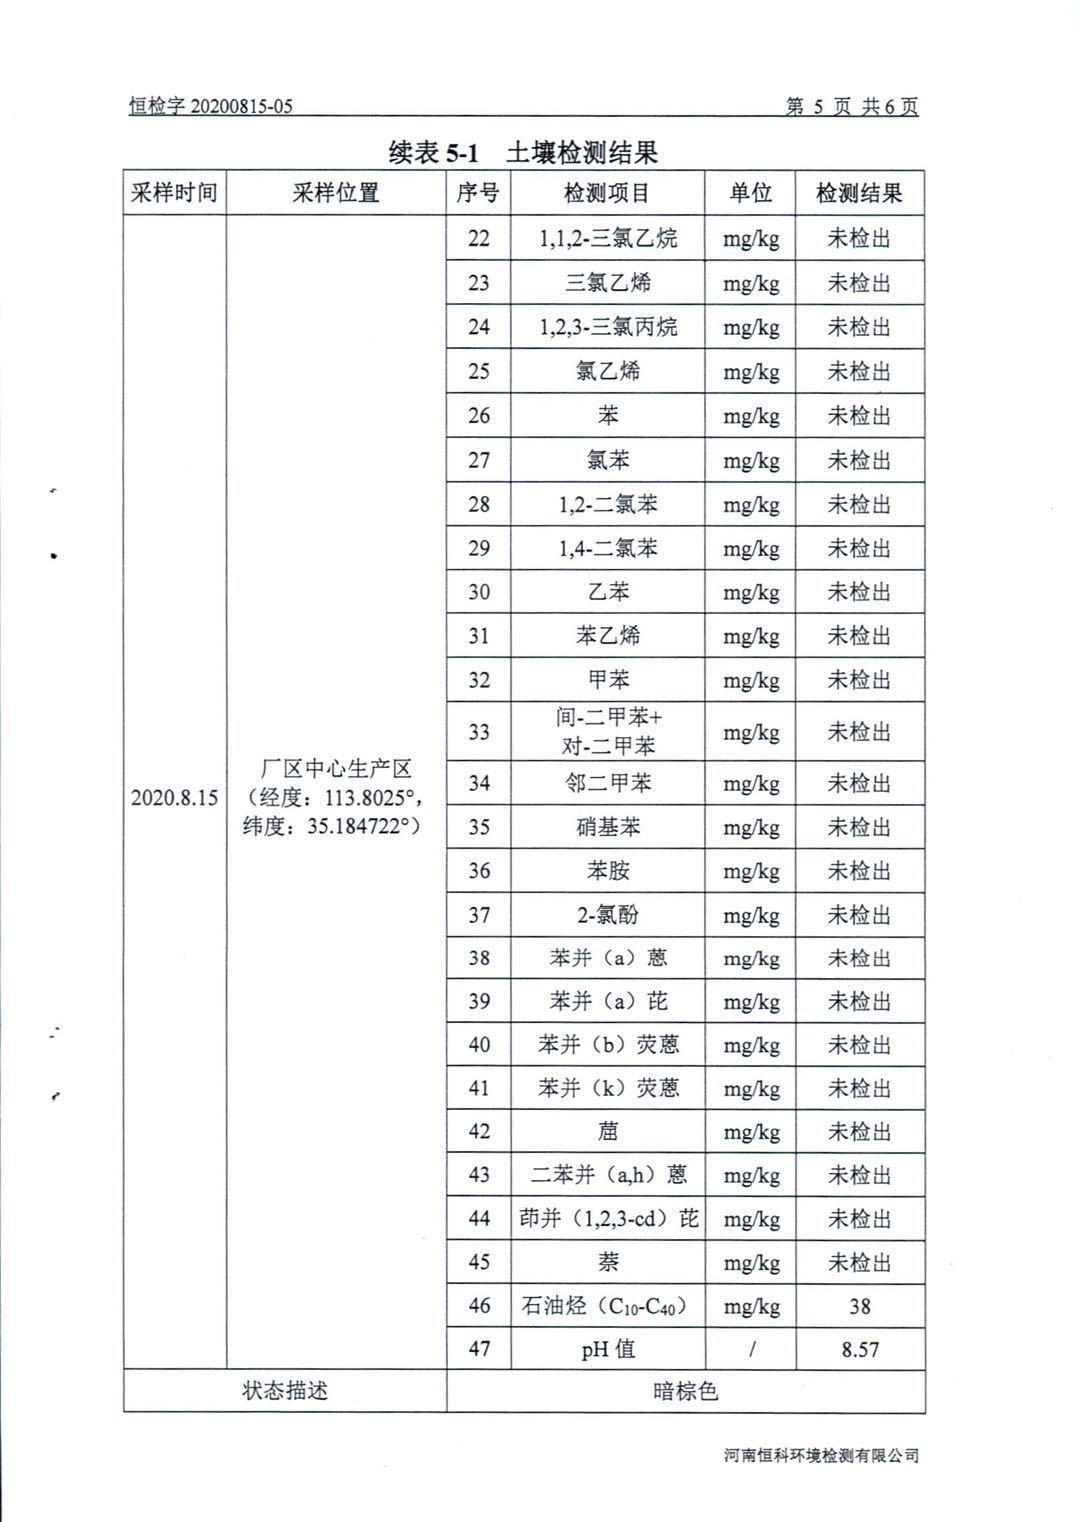 恒检字 20200815-05 第 5 页 共 6 页
续表 5-1 土壤检测结果
采样时间 采样位置 序号 检测项目 单位 检测结果
22 1,1,2-三氯乙烷 mg/kg 未检出
23 三氯乙烯 mg/kg 未检出
24 1,2,3-三氯丙烷 mg/kg 未检出
25 氯乙烯 mg/kg 未检出
26 苯 mg/kg 未检出
27 氯苯 mg/kg 未检出
28 1,2-二氯苯 mg/kg 未检出
29 1,4-二氯苯 mg/kg 未检出
30 乙苯 mg/kg 未检出
31 苯乙烯 mg/kg 未检出
32 甲苯 mg/kg 未检出
33 间-二甲苯+
对-二甲苯 mg/kg 未检出
2020.8.15 厂区中心生产区
（经度：113.8025°，
纬度：35.184722°）
34 邻二甲苯 mg/kg 未检出
35 硝基苯 mg/kg 未检出
36 苯胺 mg/kg 未检出
37 2-氯酚 mg/kg 未检出
38 苯并（a）蒽 mg/kg 未检出
39 苯并（a）芘 mg/kg 未检出
40 苯并（b）荧蒽 mg/kg 未检出
41 苯并（k）荧蒽 mg/kg 未检出
42 䓛 mg/kg 未检出
43 二苯并（a,h）蒽 mg/kg 未检出
44 茚并（1,2,3-cd）芘 mg/kg 未检出
45 萘 mg/kg 未检出
46 石油烃（C10-C40） mg/kg 38
47 pH 值 / 8.57
状态描述 暗棕色
河南恒科环境检测有限公司